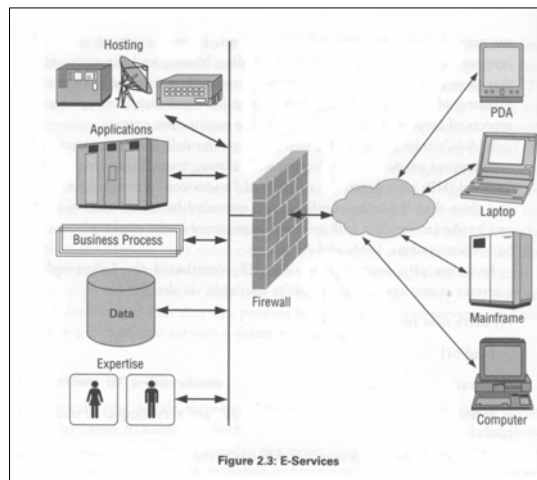 Hosting
Applications
Business Process
Data
Expertise
Firewall
PDA
Laptop
Mainframe
Computer
Figure 2.3: E-Services